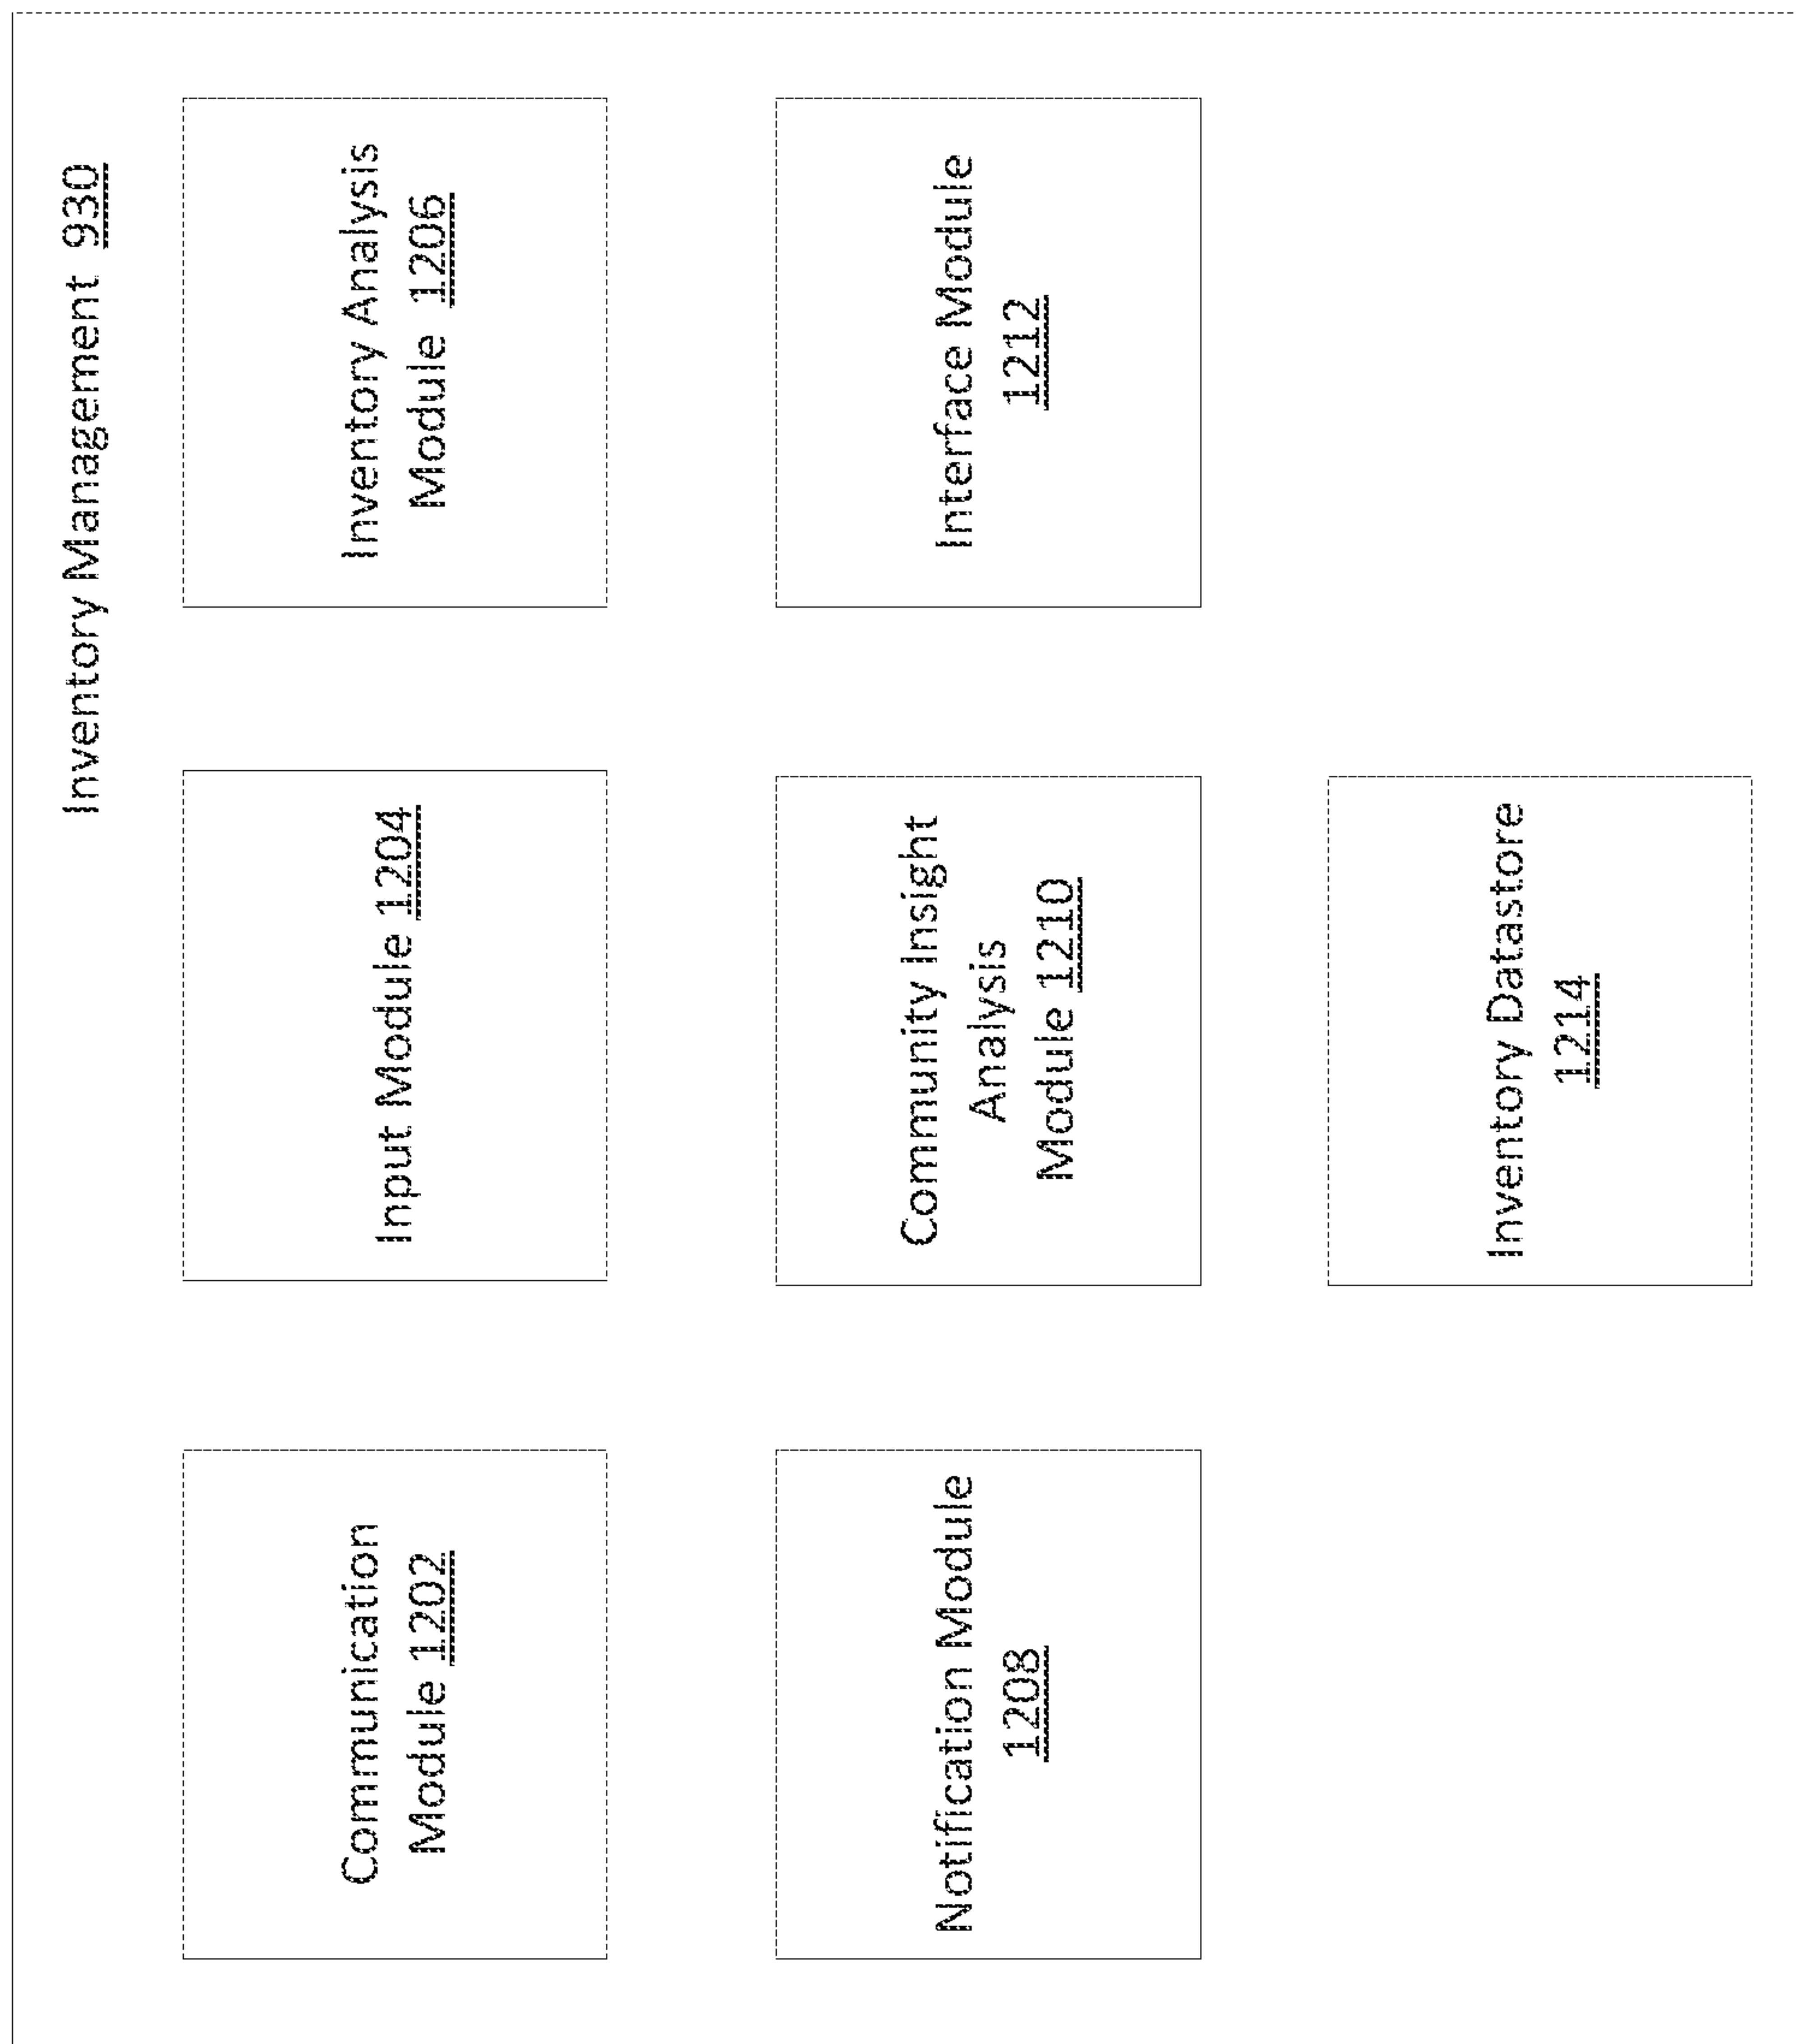 Inventory Management 930
Communication
Module 1202
Input Module 1204
Inventory Analysis
Module 1206
Notification Module
1208
Community Insight
Analysis
Module 1210
Interface Module
1212
Inventory Datastore
1214